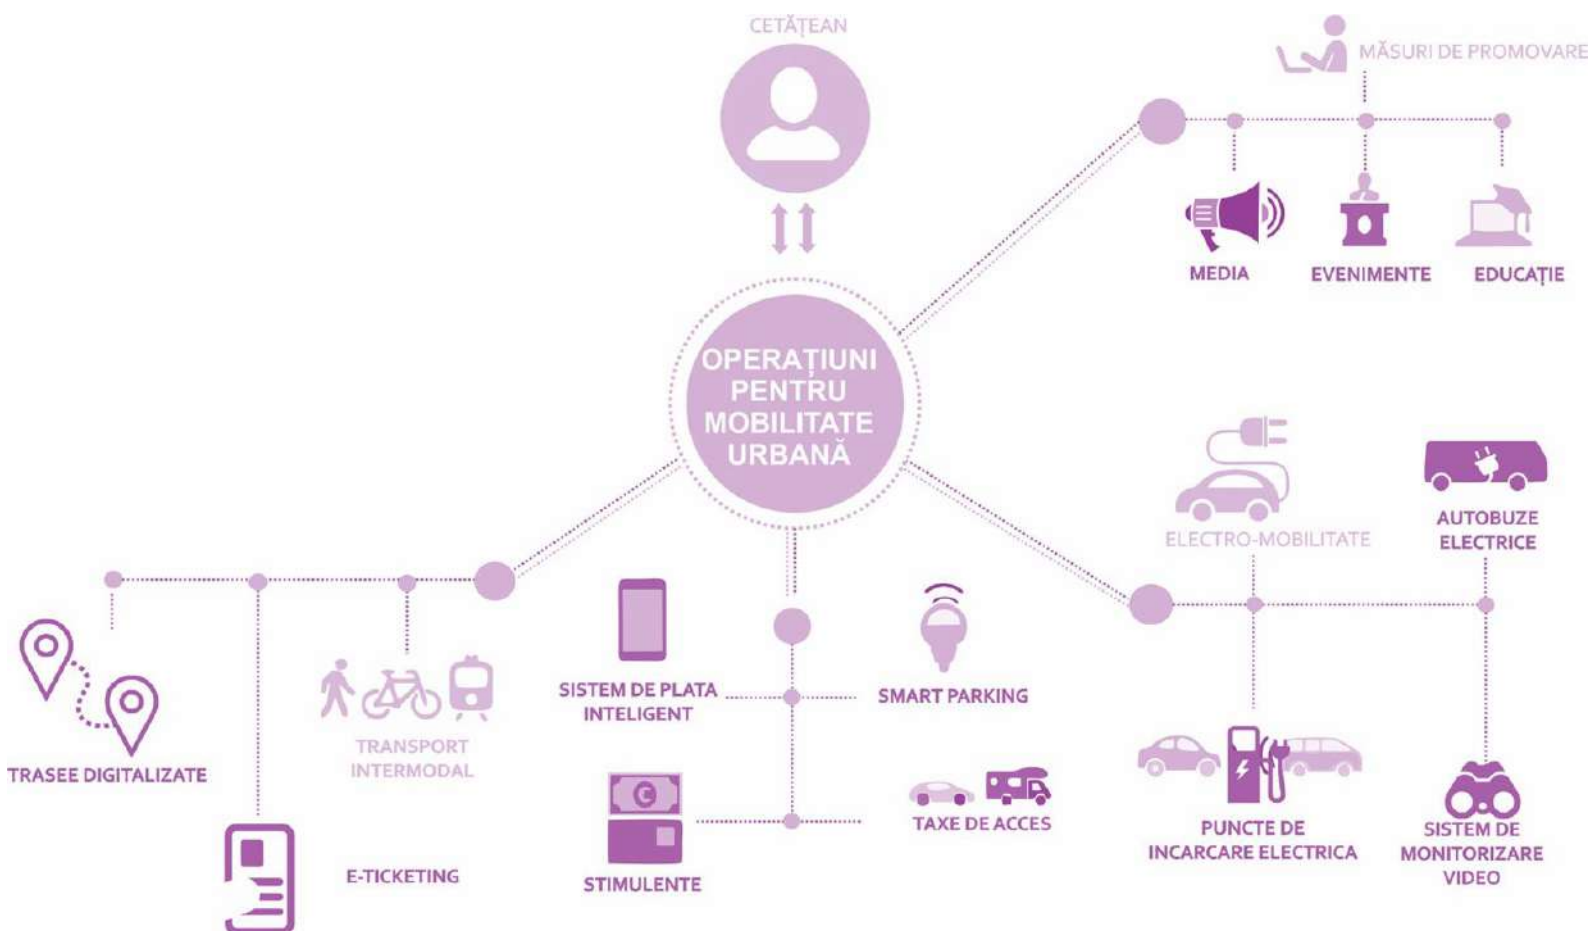 CETĂȚEAN
MĂSURI DE PROMOVARE
MEDIA
EVENIMENTE
EDUCAȚIE
OPERAȚIUNI
PENTRU
MOBILITATE
URBANĂ
ELECTRO-MOBILITATE
AUTOBUZE
ELECTRICE
TRASEE DIGITALIZATE
TRANSPORT
INTERMODAL
E-TICKETING
SISTEM DE PLATA
INTELIGENT
SMART PARKING
STIMULENTE
TAXE DE ACCES
PUNCTE DE
INCARCARE ELECTRICA
SISTEM DE
MONITORIZARE
VIDEO